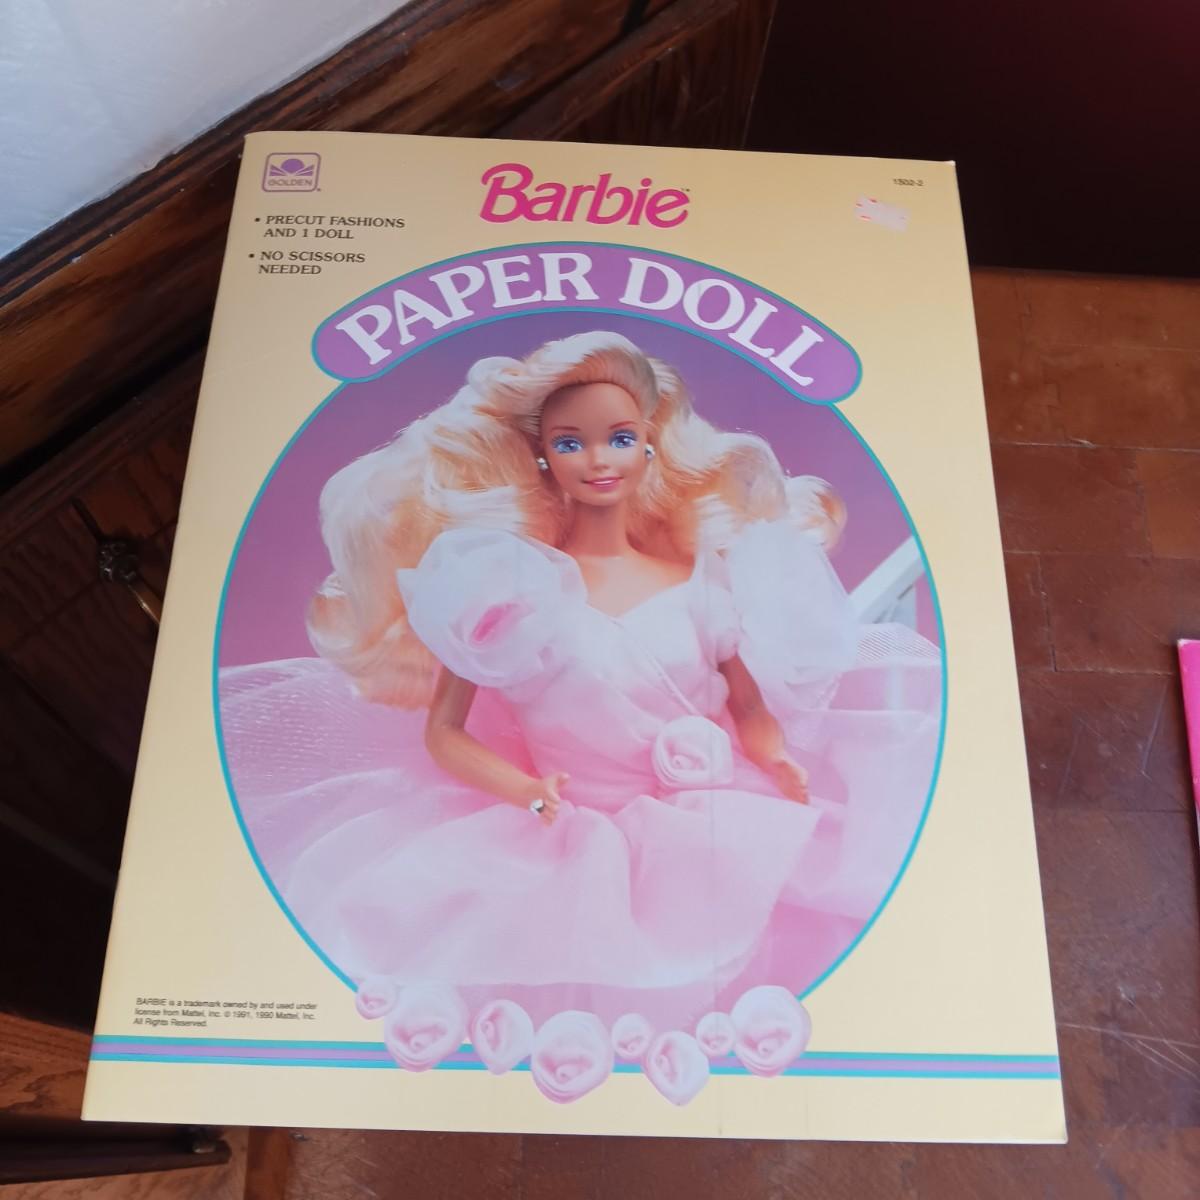 GOLDEN
Barbie™
1502-2
• PRECUT FASHIONS
AND 1 DOLL
• NO SCISSORS
NEEDED
PAPER DOLL
BARBIE is a trademark owned by and used under
license from Mattel, Inc. © 1991, 1990 Mattel, Inc.
All Rights Reserved.